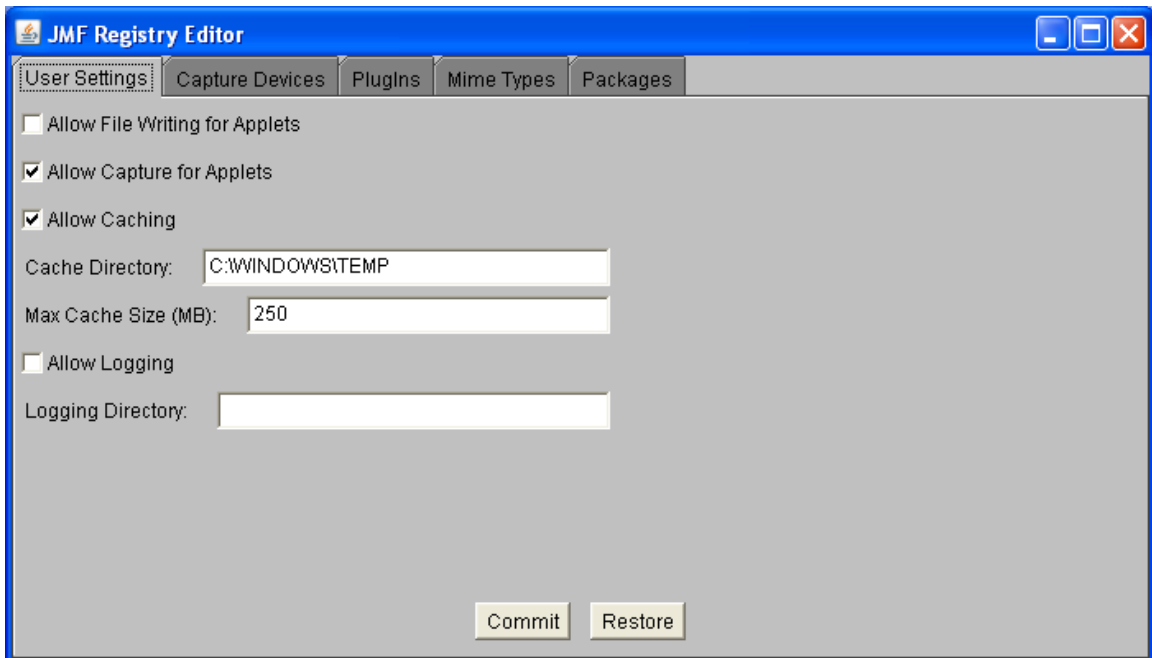 JMF Registry Editor
User Settings Capture Devices PlugIns Mime Types Packages
Allow File Writing for Applets
Allow Capture for Applets
Allow Caching
Cache Directory: C:\WINDOWS\TEMP
Max Cache Size (MB): 250
Allow Logging
Logging Directory:
Commit Restore